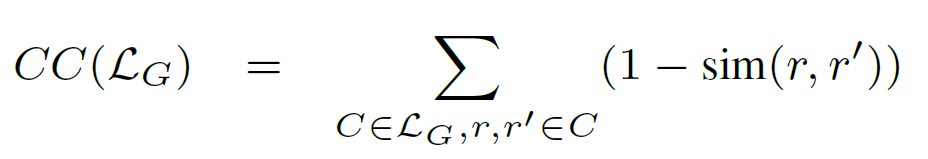 CC(ℒ_G) = ∑_{C∈ℒ_G,r,r′∈C} (1 − sim(r, r′))